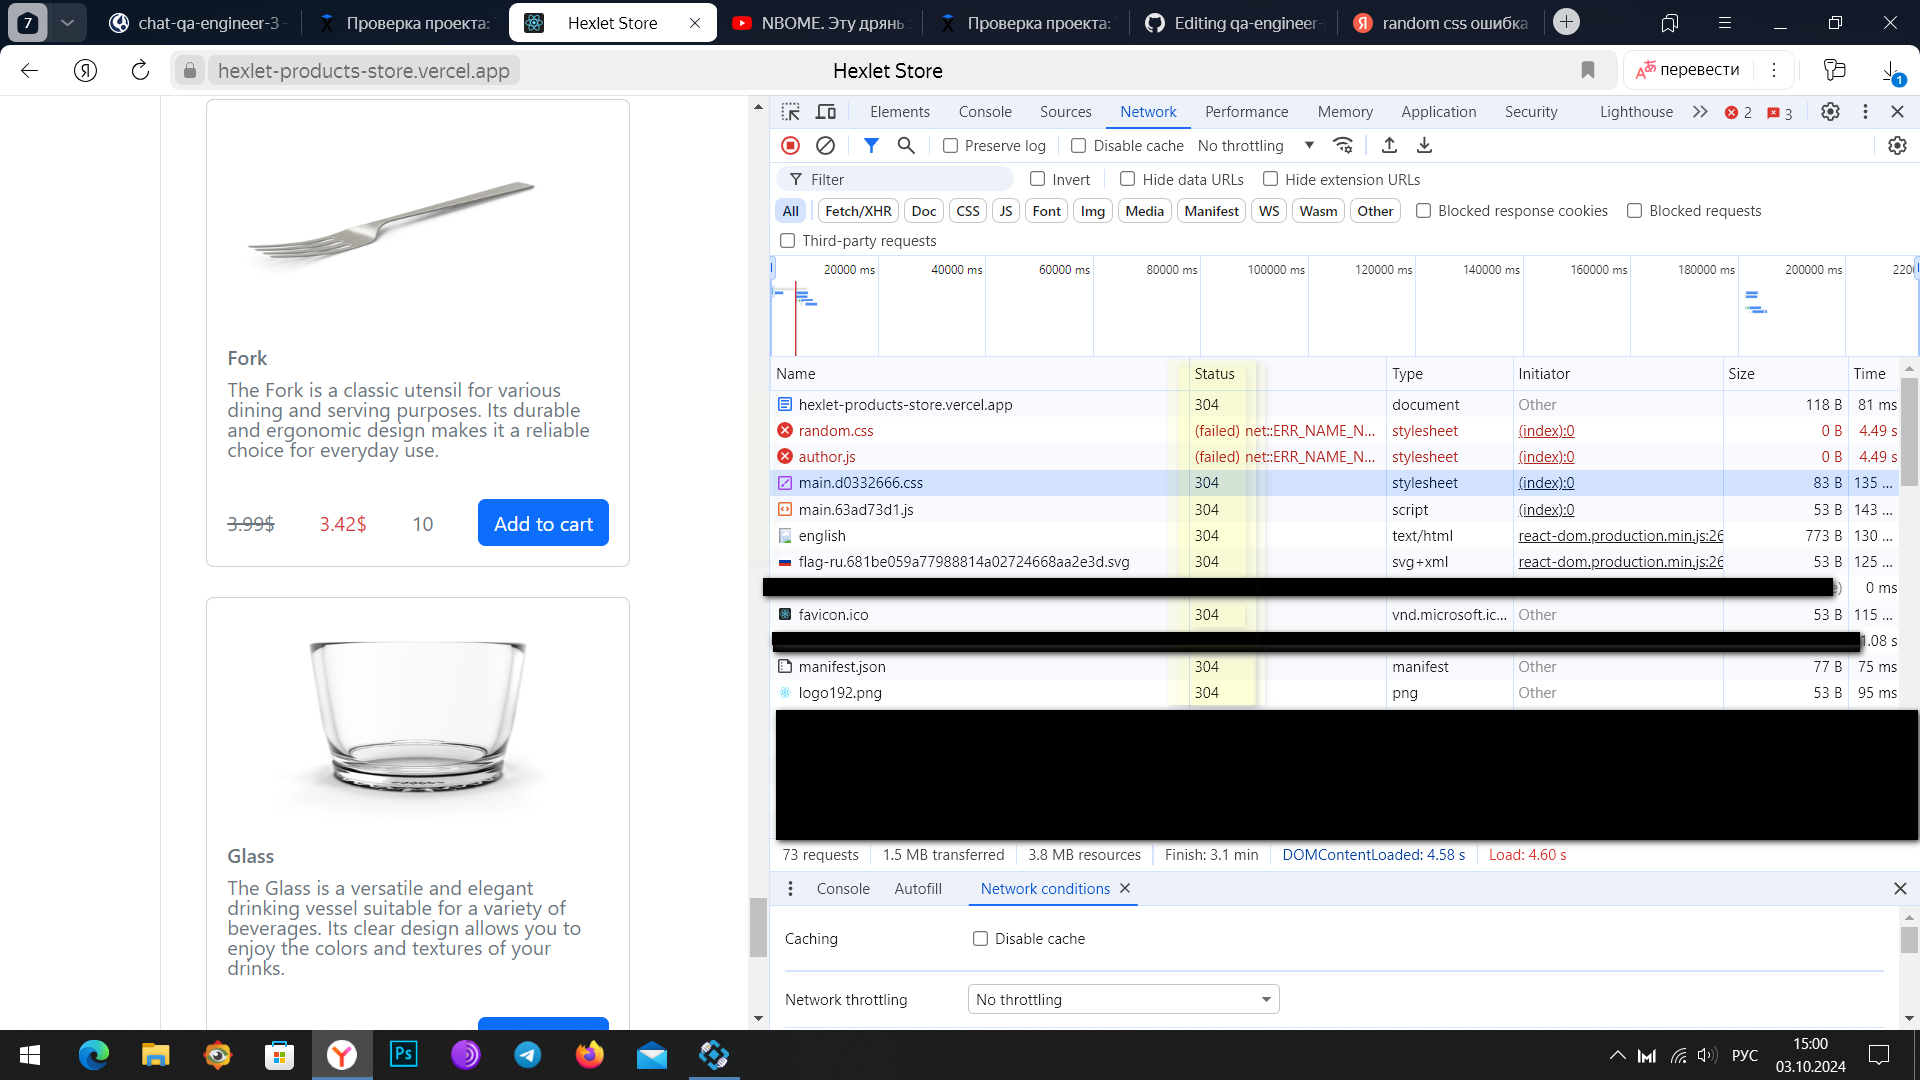 7
chat-qa-engineer-3 -
Проверка проекта:
Hexlet Store
NBOME. Эту дрянь
Проверка проекта:
Editing qa-engineer-
random css ошибка
hexlet-products-store.vercel.app
Hexlet Store
перевести
1
Fork
The Fork is a classic utensil for various
dining and serving purposes. Its durable
and ergonomic design makes it a reliable
choice for everyday use.
3.99$ 3.42$ 10 Add to cart
Glass
The Glass is a versatile and elegant
drinking vessel suitable for a variety of
beverages. Its clear design allows you to
enjoy the colors and textures of your
drinks.
Elements Console Sources Network Performance Memory Application Security Lighthouse 2 3
Preserve log Disable cache No throttling
Filter Invert Hide data URLs Hide extension URLs
All Fetch/XHR Doc CSS JS Font Img Media Manifest WS Wasm Other Blocked response cookies Blocked requests
Third-party requests
20000 ms 40000 ms 60000 ms 80000 ms 100000 ms 120000 ms 140000 ms 160000 ms 180000 ms 200000 ms 220
Name Status Type Initiator Size Time
hexlet-products-store.vercel.app 304 document Other 118 B 81 ms
random.css (failed) net::ERR_NAME_N... stylesheet (index):0 0 B 4.49 s
author.js (failed) net::ERR_NAME_N... stylesheet (index):0 0 B 4.49 s
main.d0332666.css 304 stylesheet (index):0 83 B 135 ...
main.63ad73d1.js 304 script (index):0 53 B 143 ...
english 304 text/html react-dom.production.min.js:26 773 B 130 ...
flag-ru.681be059a77988814a02724668aa2e3d.svg 304 svg+xml react-dom.production.min.js:26 53 B 125 ...
0 ms
favicon.ico 304 vnd.microsoft.ic... Other 53 B 115 ...
1.08 s
manifest.json 304 manifest Other 77 B 75 ms
logo192.png 304 png Other 53 B 95 ms
73 requests 1.5 MB transferred 3.8 MB resources Finish: 3.1 min DOMContentLoaded: 4.58 s Load: 4.60 s
Console Autofill Network conditions
Caching Disable cache
Network throttling No throttling
Ps
РУС
15:00
03.10.2024